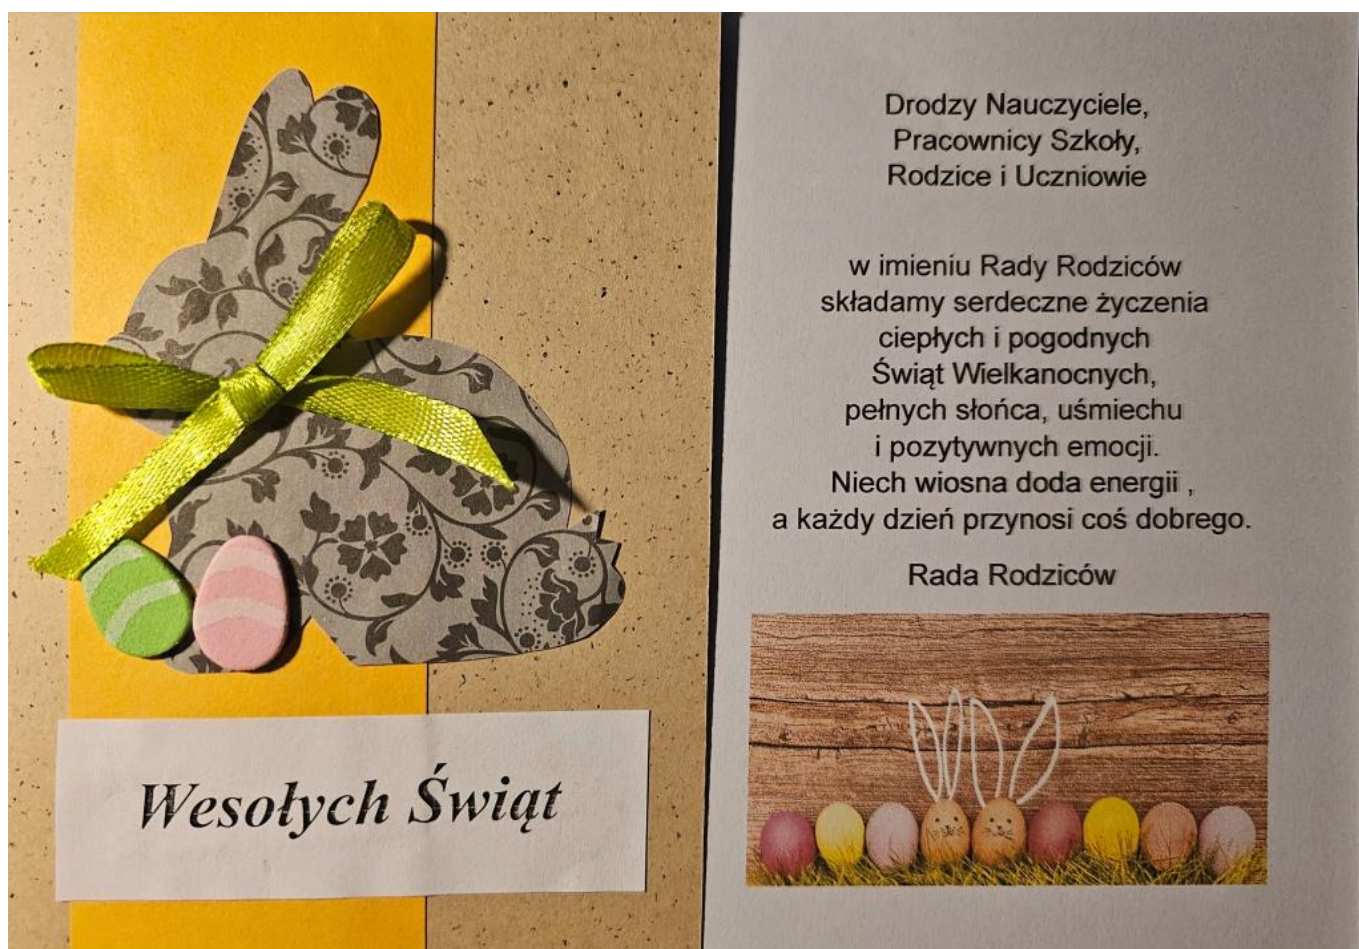 Wesołych Świąt
Drodzy Nauczyciele,
Pracownicy Szkoły,
Rodzice i Uczniowie
w imieniu Rady Rodziców
składamy serdeczne życzenia
ciepłych i pogodnych
Świąt Wielkanocnych,
pełnych słońca, uśmiechu
i pozytywnych emocji.
Niech wiosna doda energii ,
a każdy dzień przynosi coś dobrego.
Rada Rodziców